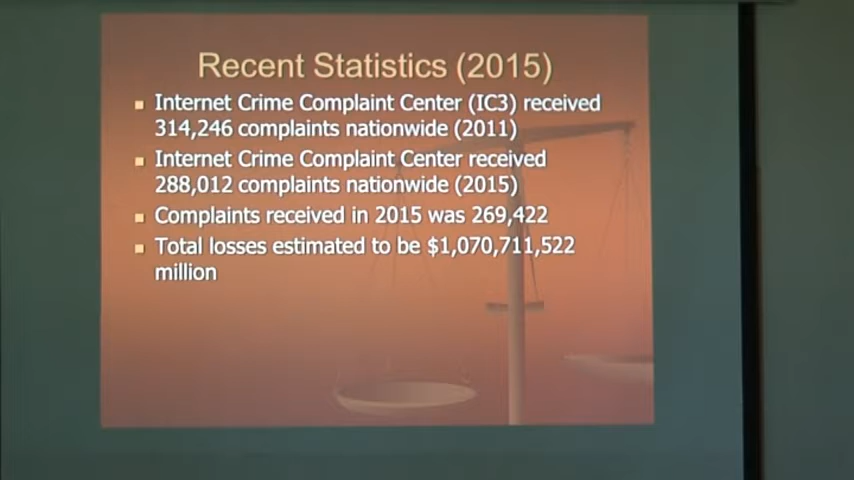 Recent Statistics (2015)
Internet Crime Complaint Center (IC3) received
314,246 complaints nationwide (2011)
Internet Crime Complaint Center received
288,012 complaints nationwide (2015)
Complaints received in 2015 was 269,422
Total losses estimated to be $1,070,711,522
million